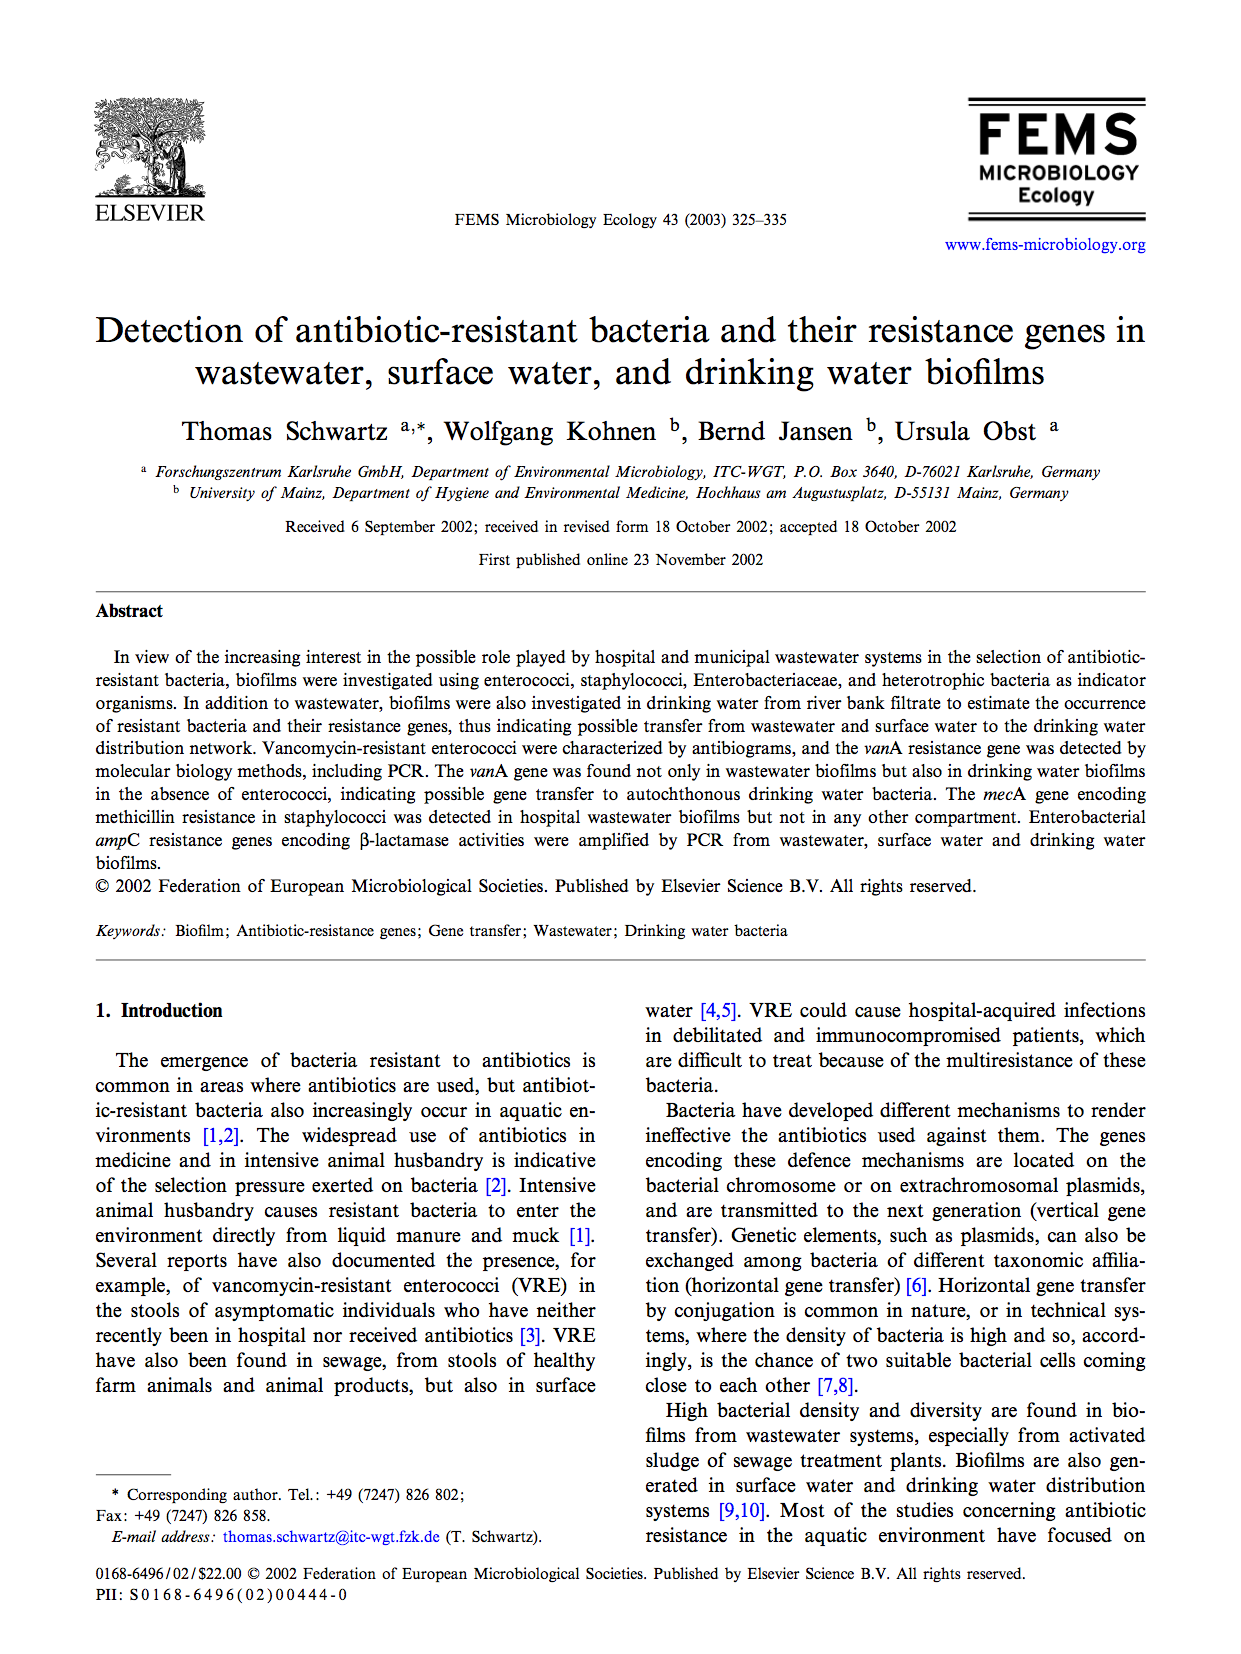 ELSEVIER
FEMS Microbiology Ecology 43 (2003) 325–335
FEMS
MICROBIOLOGY
Ecology
www.fems-microbiology.org
Detection of antibiotic-resistant bacteria and their resistance genes in
wastewater, surface water, and drinking water biofilms
Thomas Schwartz a,*, Wolfgang Kohnen b, Bernd Jansen b, Ursula Obst a
a Forschungszentrum Karlsruhe GmbH, Department of Environmental Microbiology, ITC-WGT, P.O. Box 3640, D-76021 Karlsruhe, Germany
b University of Mainz, Department of Hygiene and Environmental Medicine, Hochhaus am Augustusplatz, D-55131 Mainz, Germany
Received 6 September 2002; received in revised form 18 October 2002; accepted 18 October 2002
First published online 23 November 2002
Abstract
In view of the increasing interest in the possible role played by hospital and municipal wastewater systems in the selection of antibiotic-
resistant bacteria, biofilms were investigated using enterococci, staphylococci, Enterobacteriaceae, and heterotrophic bacteria as indicator
organisms. In addition to wastewater, biofilms were also investigated in drinking water from river bank filtrate to estimate the occurrence
of resistant bacteria and their resistance genes, thus indicating possible transfer from wastewater and surface water to the drinking water
distribution network. Vancomycin-resistant enterococci were characterized by antibiograms, and the vanA resistance gene was detected by
molecular biology methods, including PCR. The vanA gene was found not only in wastewater biofilms but also in drinking water biofilms
in the absence of enterococci, indicating possible gene transfer to autochthonous drinking water bacteria. The mecA gene encoding
methicillin resistance in staphylococci was detected in hospital wastewater biofilms but not in any other compartment. Enterobacterial
ampC resistance genes encoding β-lactamase activities were amplified by PCR from wastewater, surface water and drinking water
biofilms.
© 2002 Federation of European Microbiological Societies. Published by Elsevier Science B.V. All rights reserved.
Keywords: Biofilm; Antibiotic-resistance genes; Gene transfer; Wastewater; Drinking water bacteria
1. Introduction
The emergence of bacteria resistant to antibiotics is
common in areas where antibiotics are used, but antibiot-
ic-resistant bacteria also increasingly occur in aquatic en-
vironments [1,2]. The widespread use of antibiotics in
medicine and in intensive animal husbandry is indicative
of the selection pressure exerted on bacteria [2]. Intensive
animal husbandry causes resistant bacteria to enter the
environment directly from liquid manure and muck [1].
Several reports have also documented the presence, for
example, of vancomycin-resistant enterococci (VRE) in
the stools of asymptomatic individuals who have neither
recently been in hospital nor received antibiotics [3]. VRE
have also been found in sewage, from stools of healthy
farm animals and animal products, but also in surface
* Corresponding author. Tel.: +49 (7247) 826 802;
Fax: +49 (7247) 826 858.
E-mail address: thomas.schwartz@itc-wgt.fzk.de (T. Schwartz).
water [4,5]. VRE could cause hospital-acquired infections
in debilitated and immunocompromised patients, which
are difficult to treat because of the multiresistance of these
bacteria.
Bacteria have developed different mechanisms to render
ineffective the antibiotics used against them. The genes
encoding these defence mechanisms are located on the
bacterial chromosome or on extrachromosomal plasmids,
and are transmitted to the next generation (vertical gene
transfer). Genetic elements, such as plasmids, can also be
exchanged among bacteria of different taxonomic affilia-
tion (horizontal gene transfer) [6]. Horizontal gene transfer
by conjugation is common in nature, or in technical sys-
tems, where the density of bacteria is high and so, accord-
ingly, is the chance of two suitable bacterial cells coming
close to each other [7,8].
High bacterial density and diversity are found in bio-
films from wastewater systems, especially from activated
sludge of sewage treatment plants. Biofilms are also gen-
erated in surface water and drinking water distribution
systems [9,10]. Most of the studies concerning antibiotic
resistance in the aquatic environment have focused on
0168-6496/02/$22.00 © 2002 Federation of European Microbiological Societies. Published by Elsevier Science B.V. All rights reserved.
PII: S0168-6496(02)00444-0